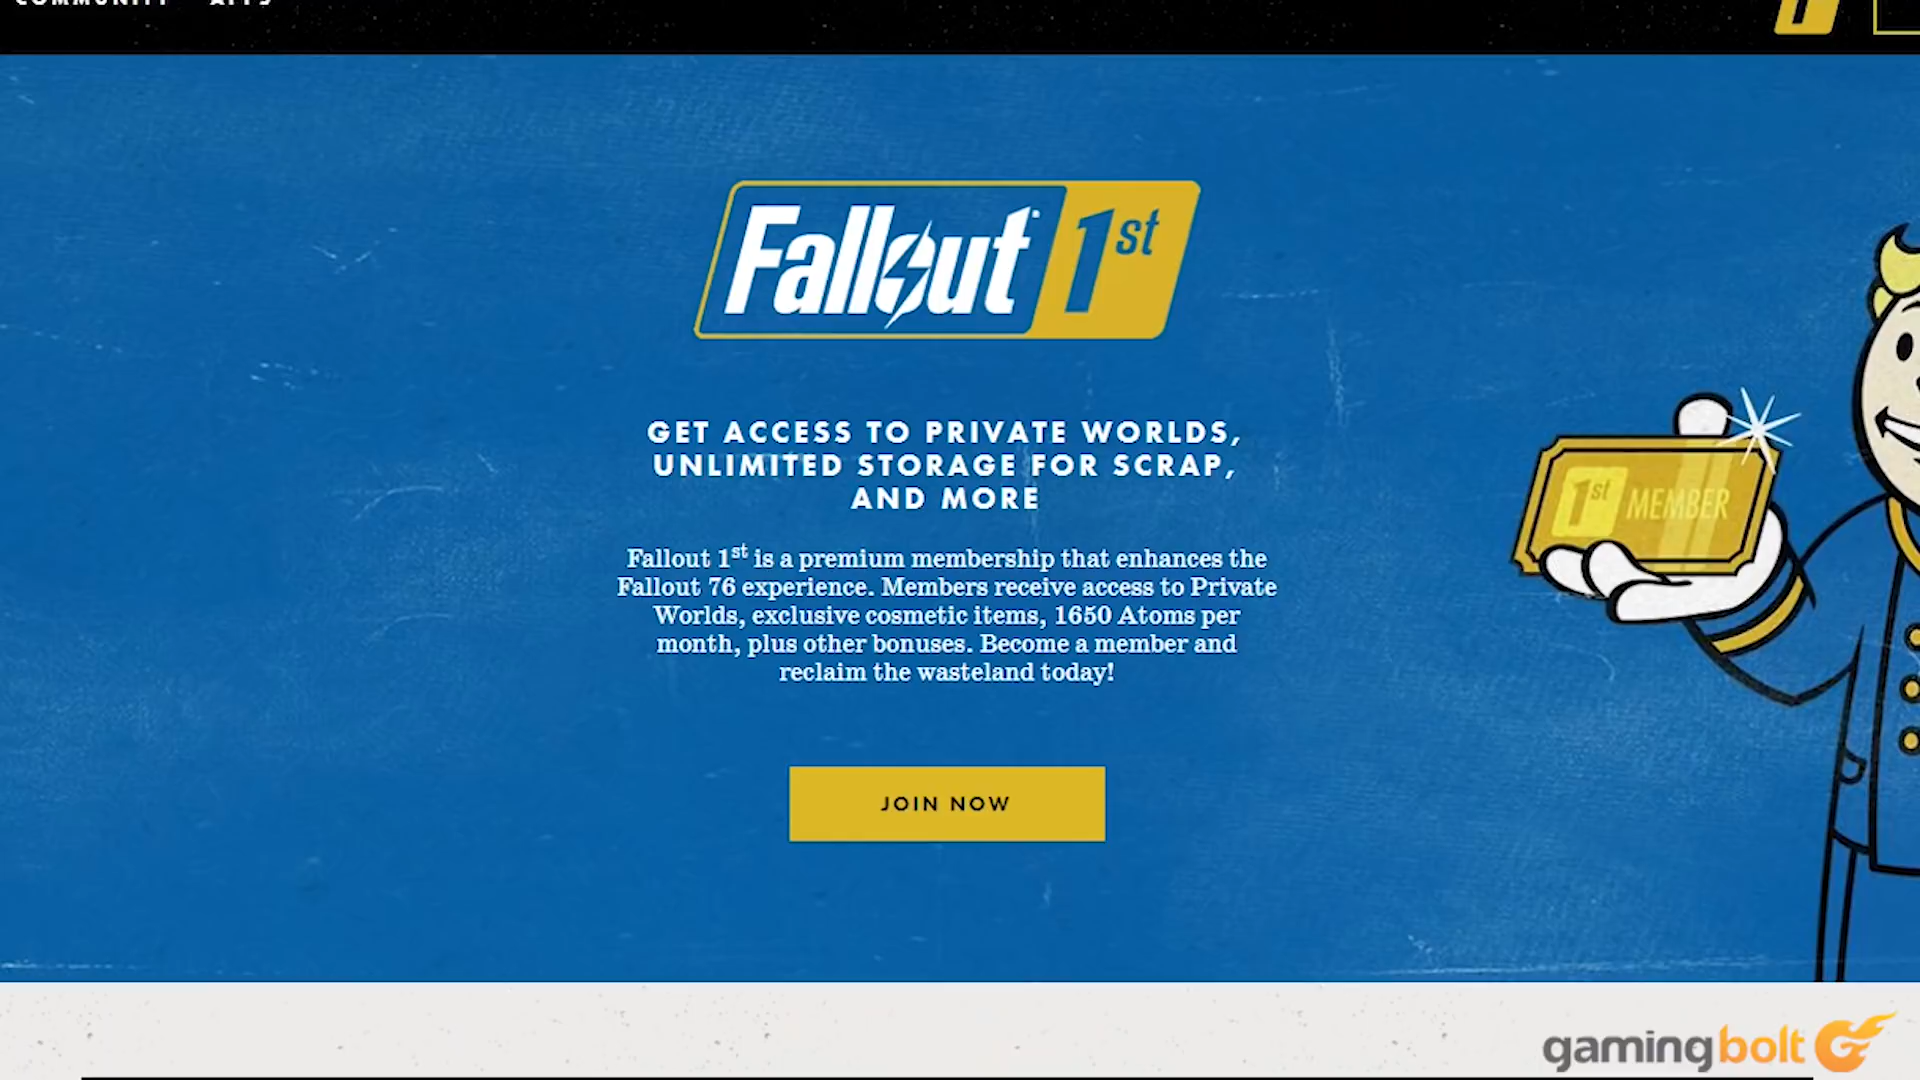 COMMUNITY APPS
Fallout 1st
GET ACCESS TO PRIVATE WORLDS,
UNLIMITED STORAGE FOR SCRAP,
AND MORE
Fallout 1st is a premium membership that enhances the
Fallout 76 experience. Members receive access to Private
Worlds, exclusive cosmetic items, 1650 Atoms per
month, plus other bonuses. Become a member and
reclaim the wasteland today!
1st MEMBER
JOIN NOW
gamingbolt